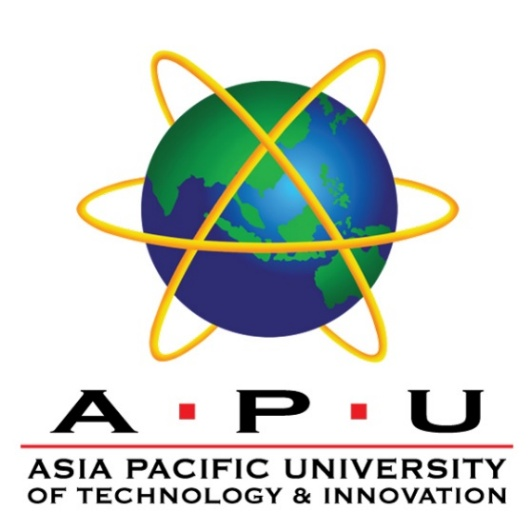 A · P · U
ASIA PACIFIC UNIVERSITY
OF TECHNOLOGY & INNOVATION